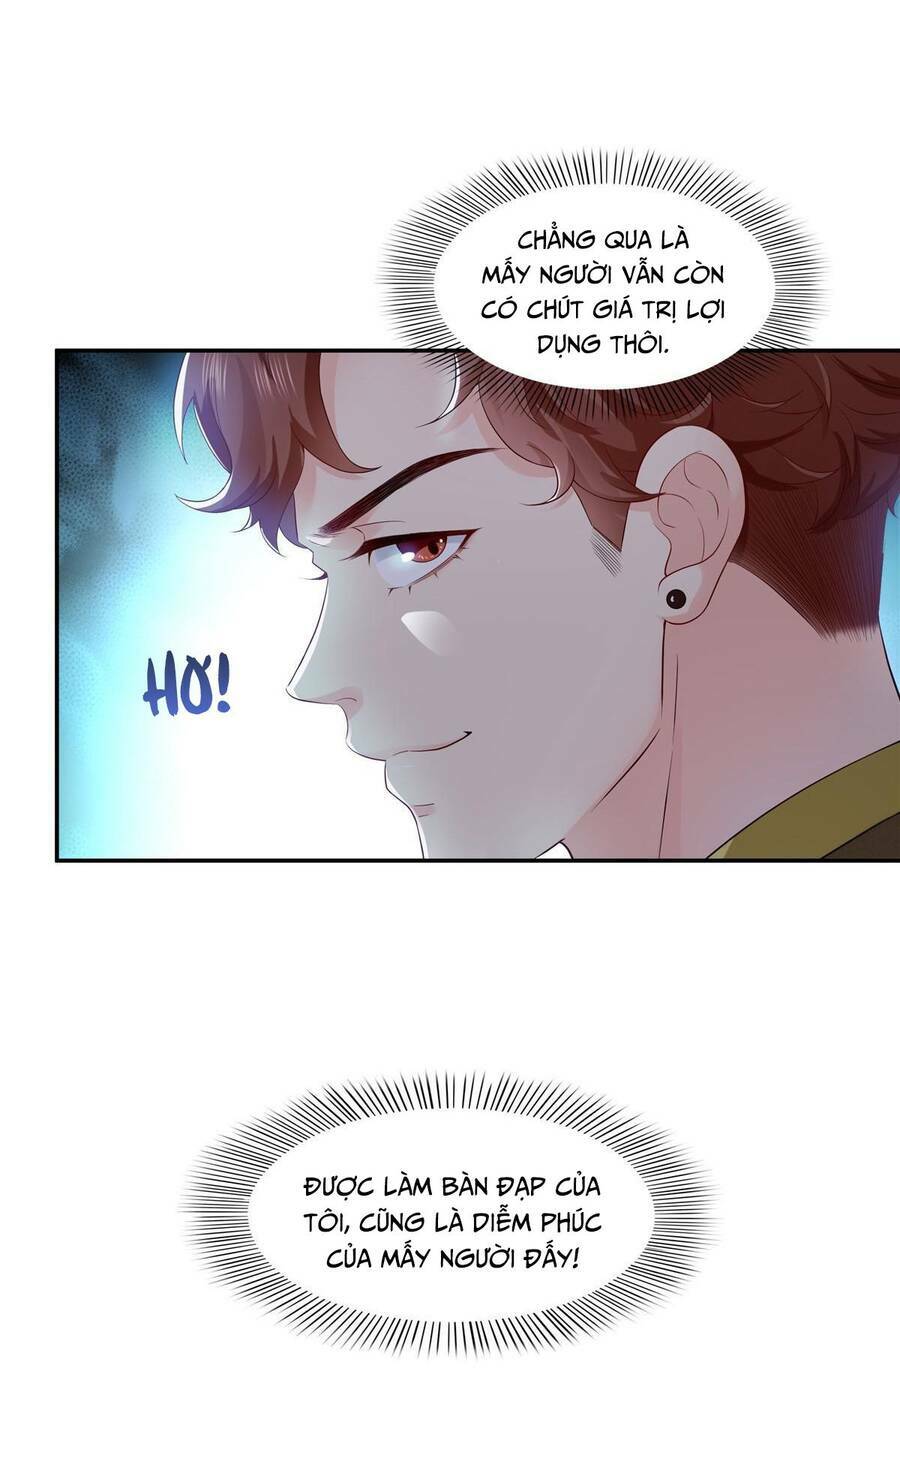 CHẲNG QUA LÀ
MẤY NGƯỜI VẪN CÒN
CÓ CHÚT GIÁ TRỊ LỢI
DỤNG THÔI.
HƠ!
ĐƯỢC LÀM BÀN ĐẠP CỦA
TÔI, CŨNG LÀ DIỄM PHÚC
CỦA MẤY NGƯỜI ĐẤY!